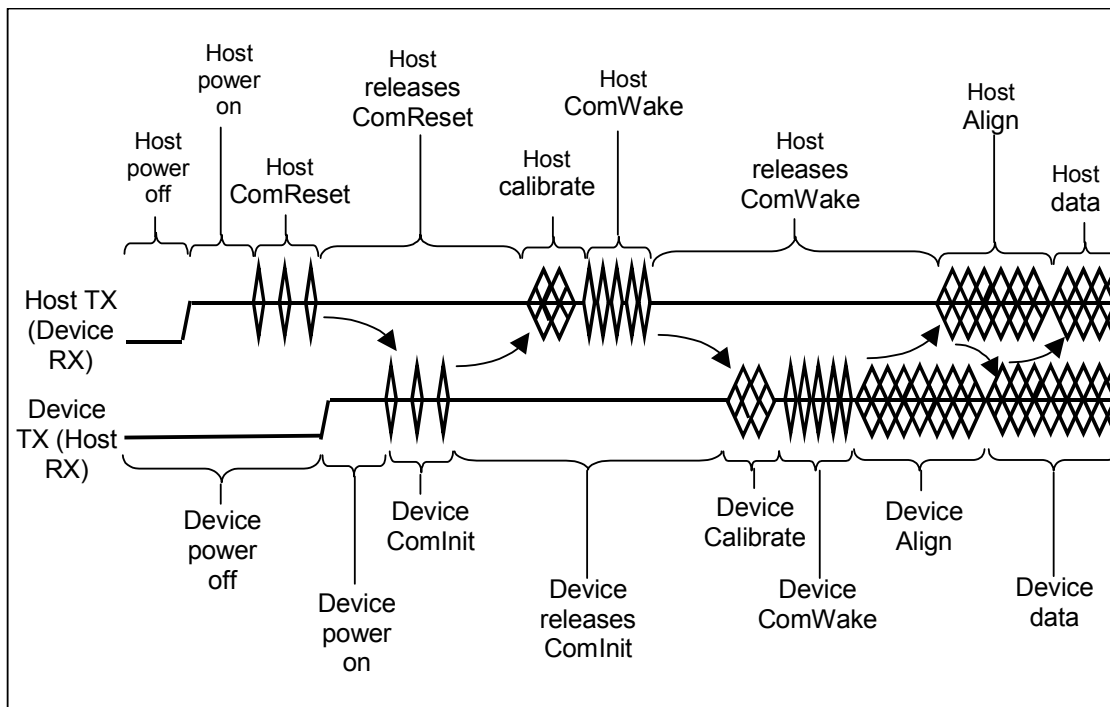 Host
power
off
Host
power
on
Host
ComReset
Host
releases
ComReset
Host
calibrate
Host
ComWake
Host
releases
ComWake
Host
Align
Host
data
Host TX
(Device
RX)
Device
TX (Host
RX)
Device
power
off
Device
power
on
Device
ComInit
Device
releases
ComInit
Device
Calibrate
Device
ComWake
Device
Align
Device
data